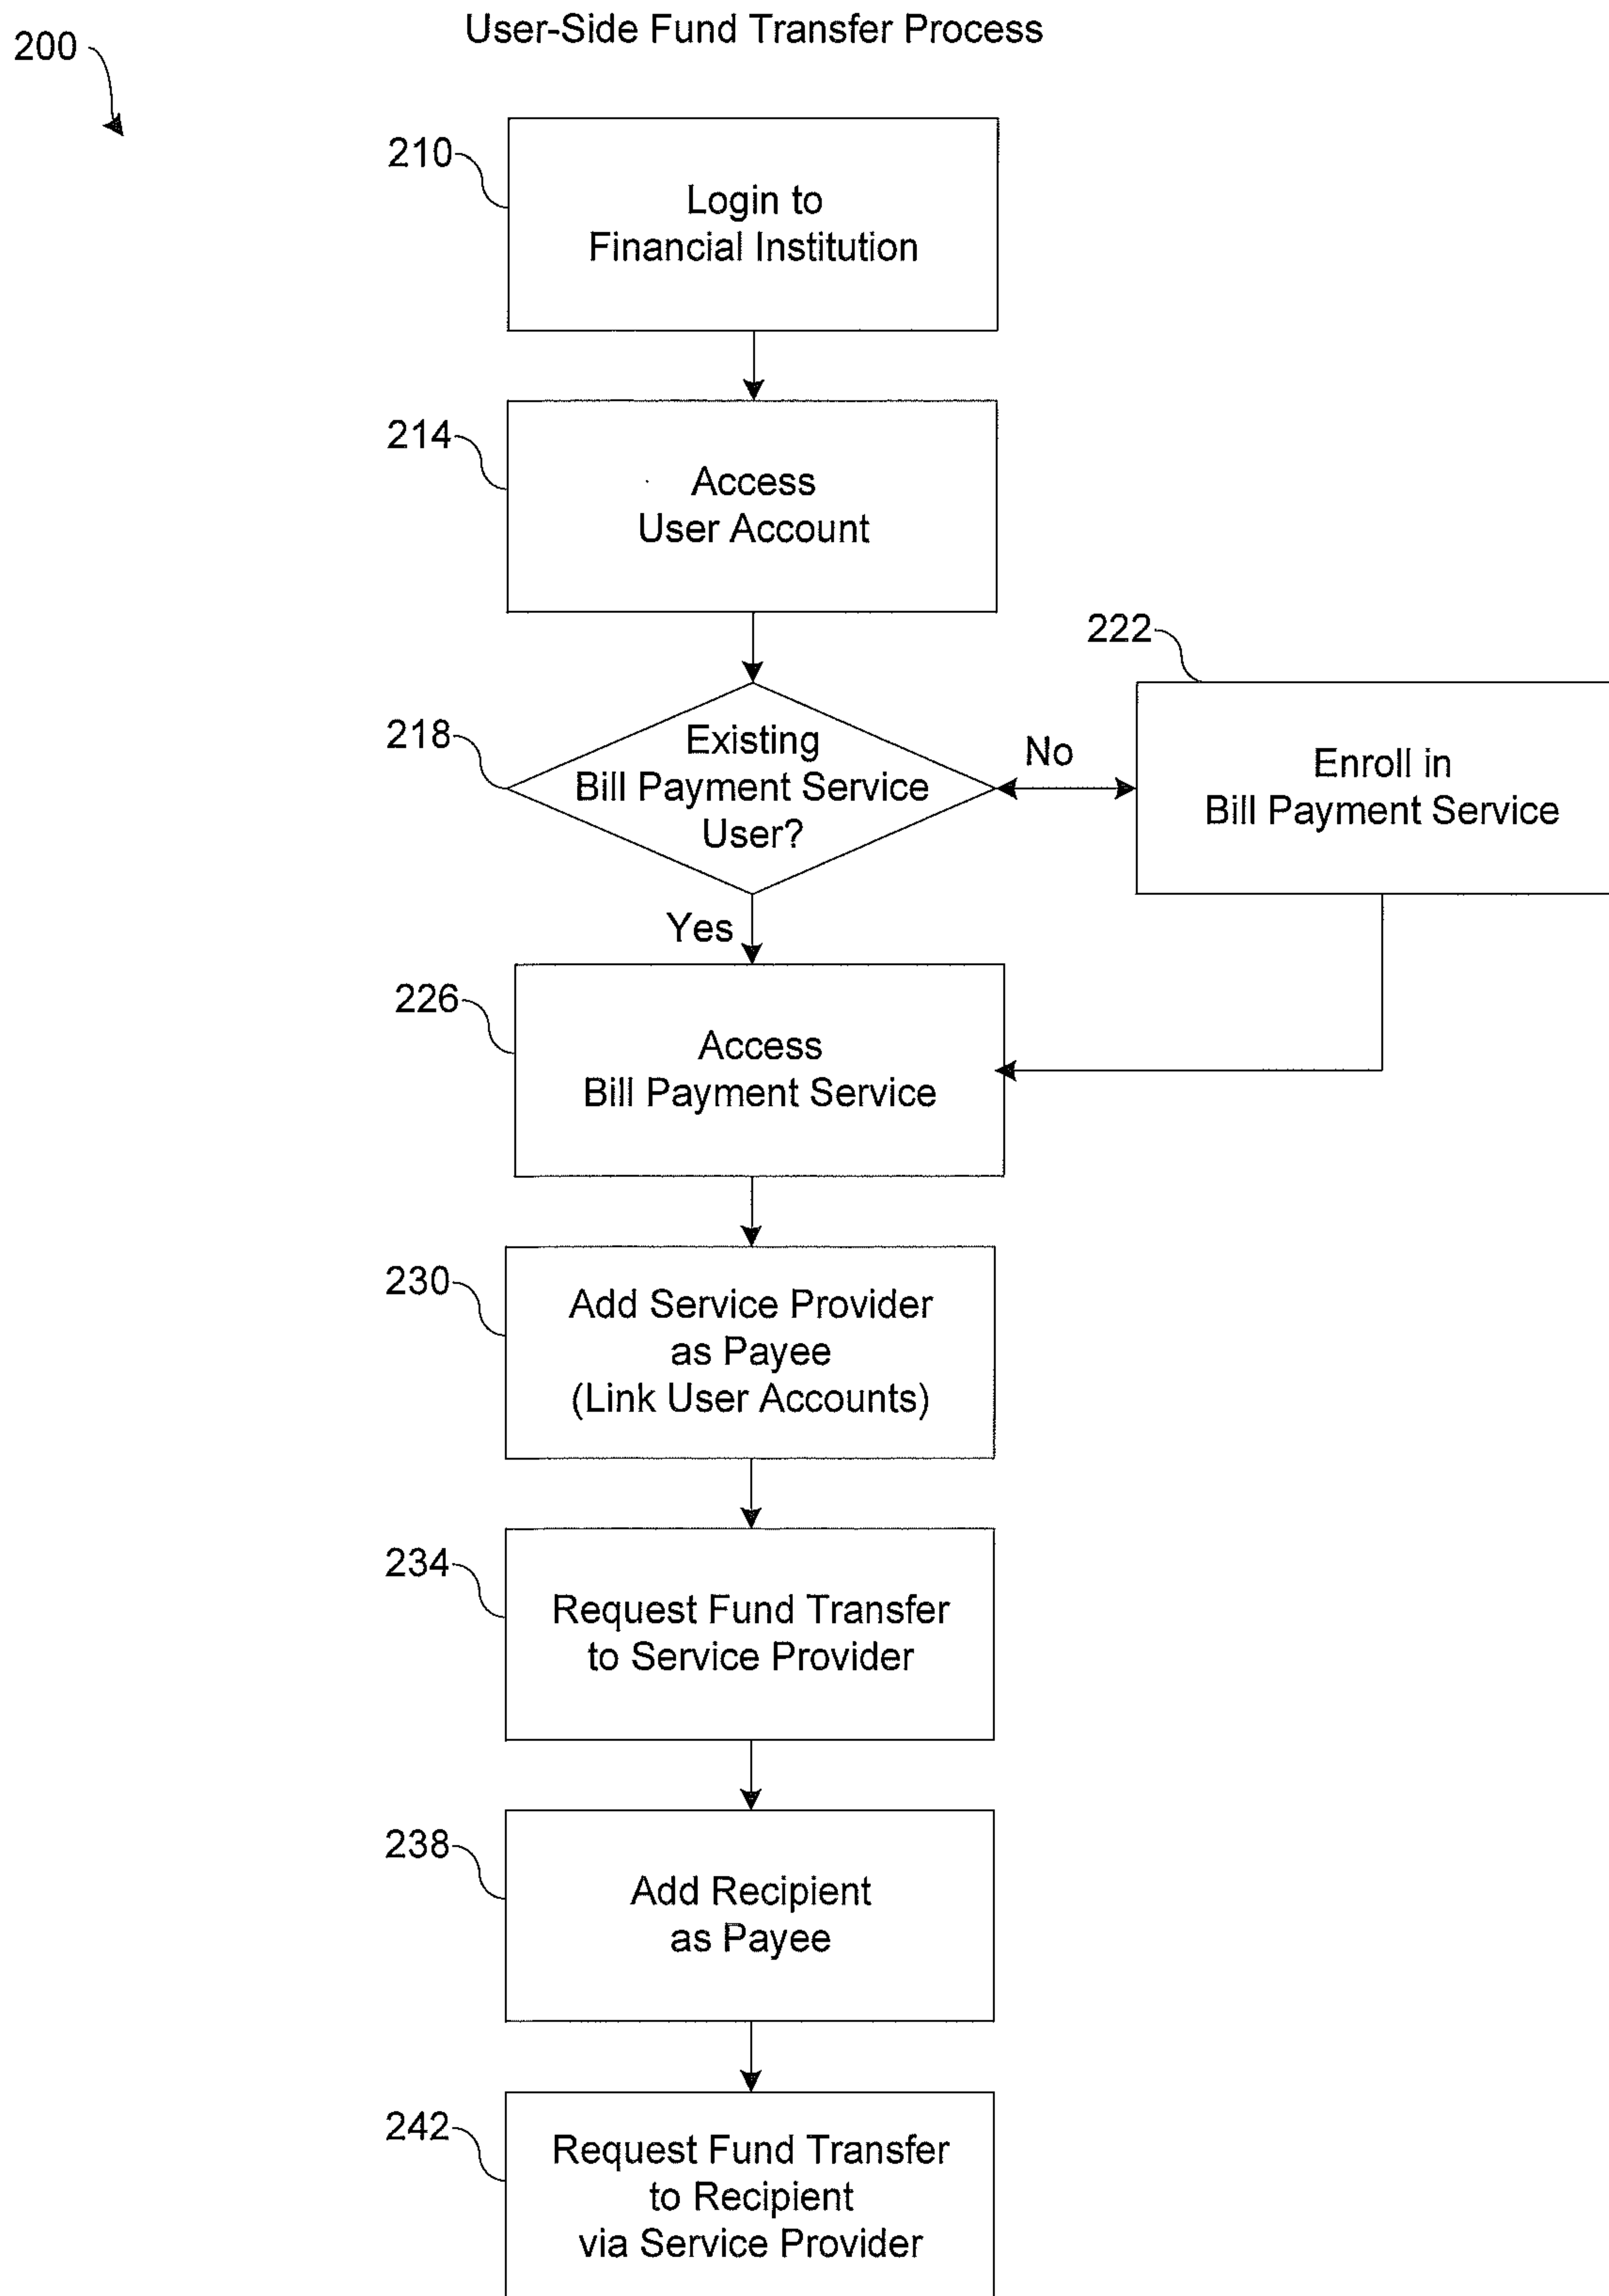 User-Side Fund Transfer Process
200
210
Login to
Financial Institution
214
Access
User Account
218
Existing
Bill Payment Service
User?
No
222
Enroll in
Bill Payment Service
Yes
226
Access
Bill Payment Service
230
Add Service Provider
as Payee
(Link User Accounts)
234
Request Fund Transfer
to Service Provider
238
Add Recipient
as Payee
242
Request Fund Transfer
to Recipient
via Service Provider